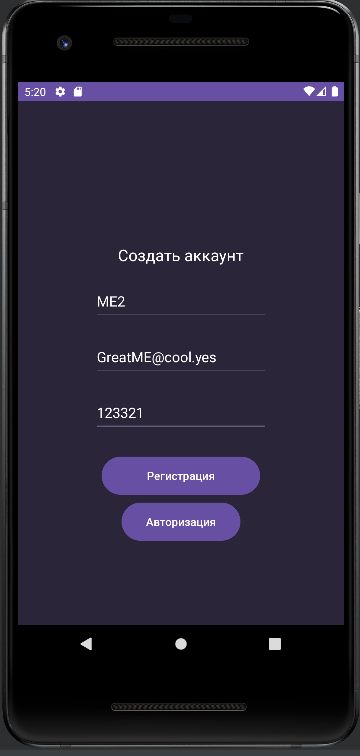 5:20
Создать аккаунт
ME2
GreatME@cool.yes
123321
Регистрация
Авторизация